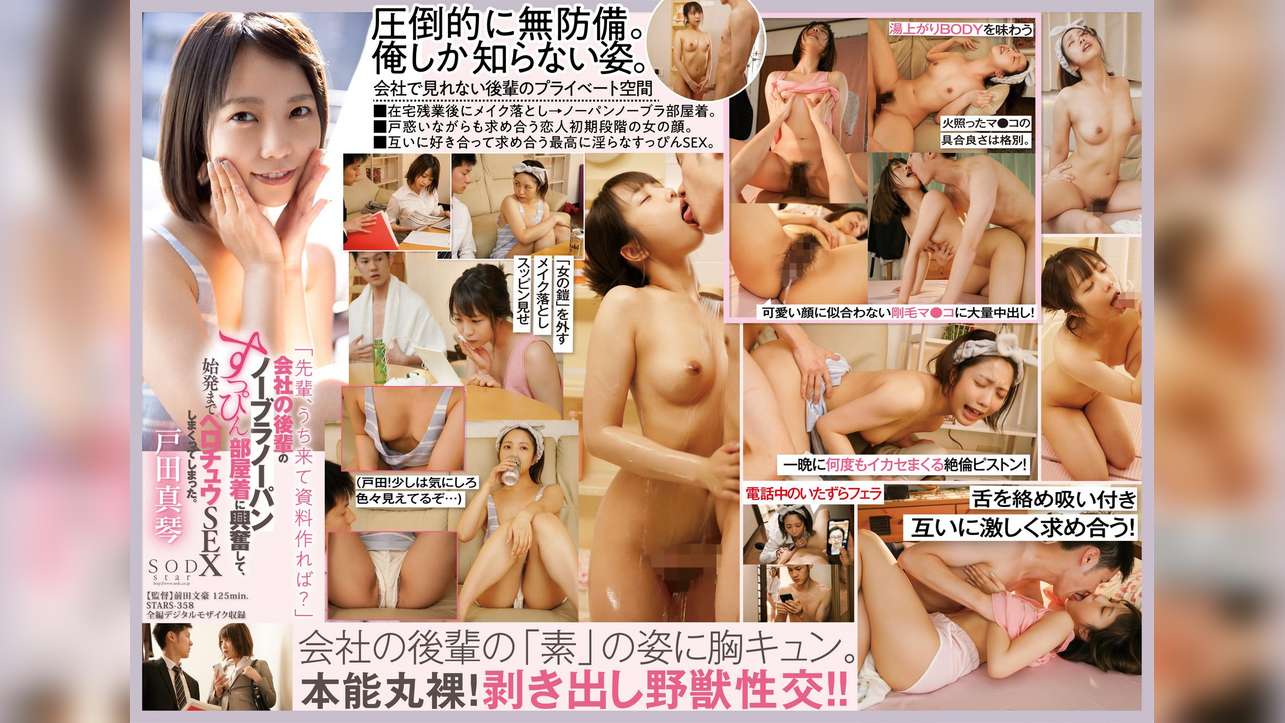 圧倒的に無防備。
俺しか知らない姿。
会社で見れない後輩のプライベート空間
■在宅残業後にメイク落とし→ノーパンノーブラ部屋着。
■戸惑いながらも求め合う恋人初期段階の女の顔。
■互いに好き合って求め合う最高に淫らなすっぴんSEX。
湯上がりBODYを味わう
火照ったマ●コの
具合良さは格別。
可愛い顔に似合わない剛毛マ●コに大量中出し!
「女の鎧」を外す
メイク落とし
スッピン見せ
(戸田!少しは気にしろ
色々見えてるぞ…)
一晩に何度もイカセまくる絶倫ピストン!
電話中のいたずらフェラ
舌を絡め吸い付き
互いに激しく求め合う!
「先輩、うち来て資料作れば?」
会社の後輩の
ノーブラノーパン
すっぴん部屋着に興奮して、
始発までベロチュウSEX
しまくってしまった。
戸田真琴
SOD
star
【監督】前田文豪 125min.
STARS-358
全編デジタルモザイク収録
会社の後輩の「素」の姿に胸キュン。
本能丸裸!剥き出し野獣性交!!